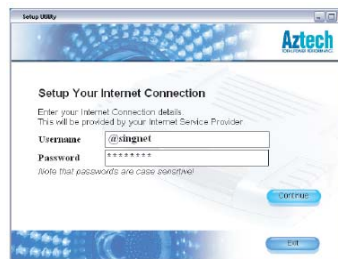 Setup Utility
Aztech
Setup Your Internet Connection
Enter your Internet Connection details.
This will be provided by your Internet Service Provider.
Username
@singnet
Password
********
Note that passwords are case sensitive!
Continue
Exit